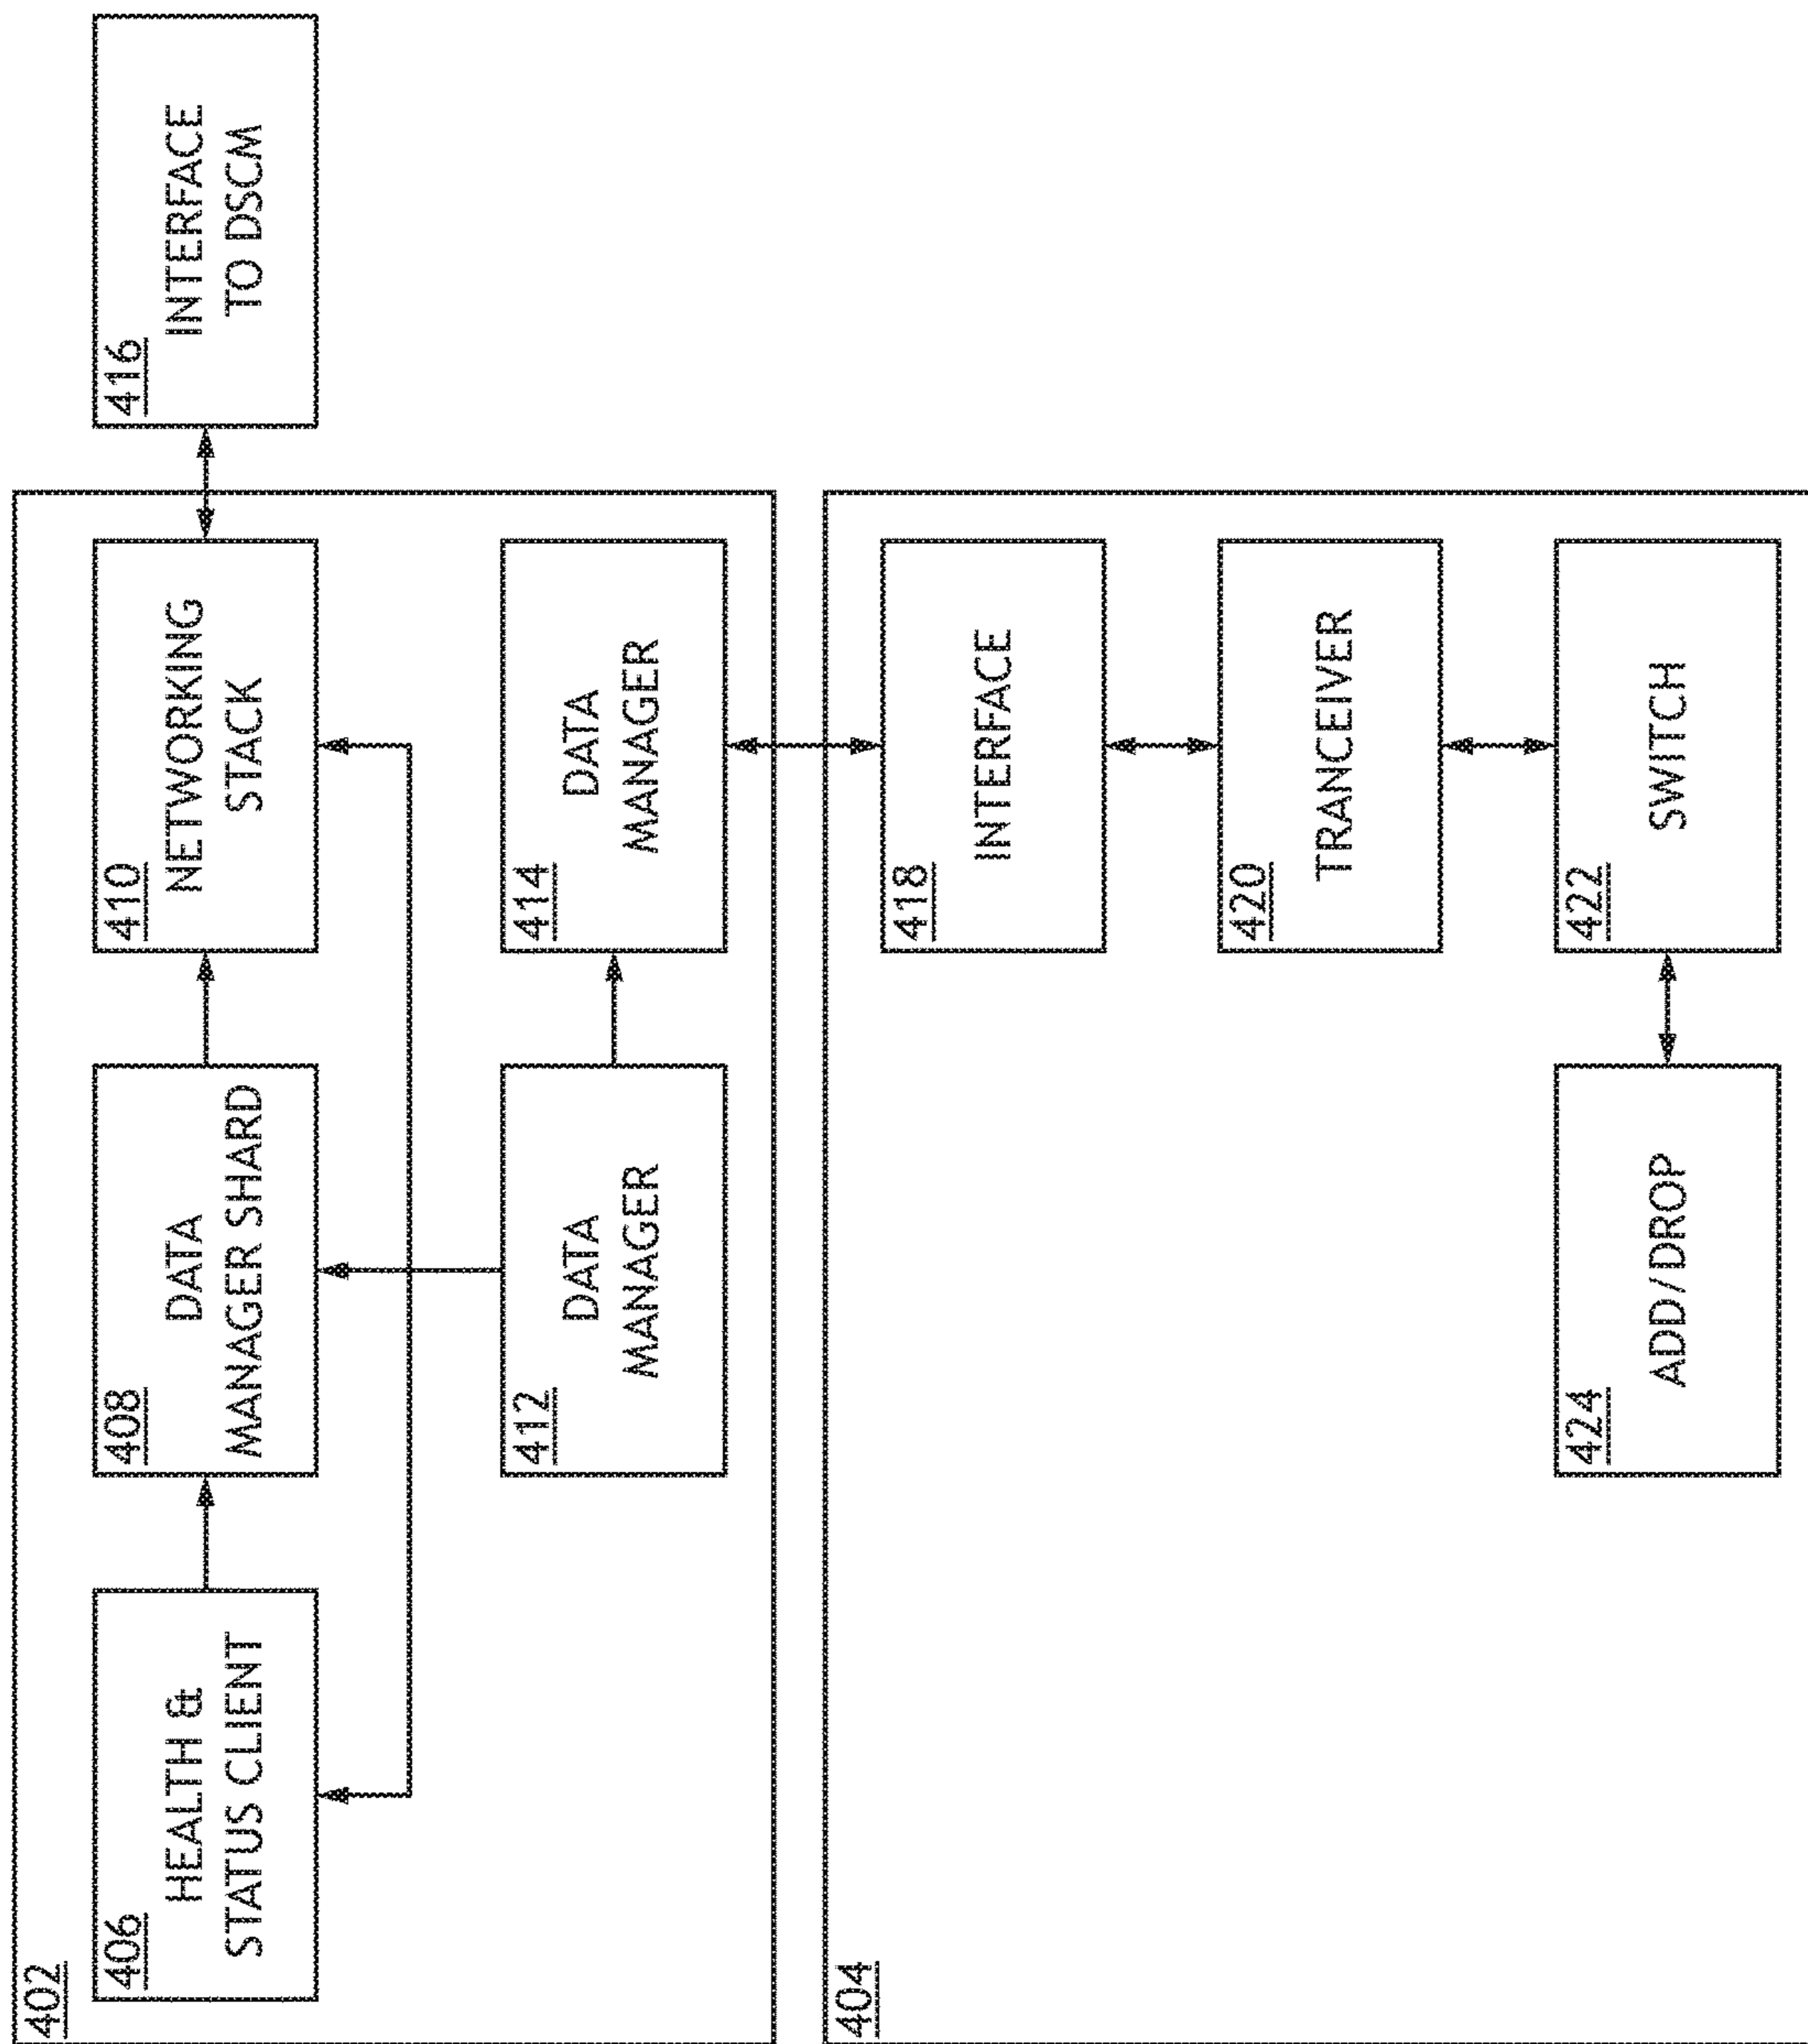 402
406
HEALTH &
STATUS CLIENT
408
DATA
MANAGER SHARD
410
NETWORKING
STACK
416
INTERFACE
TO DSCM
412
DATA
MANAGER
414
DATA
MANAGER
404
418
INTERFACE
420
TRANCEIVER
424
ADD/DROP
422
SWITCH